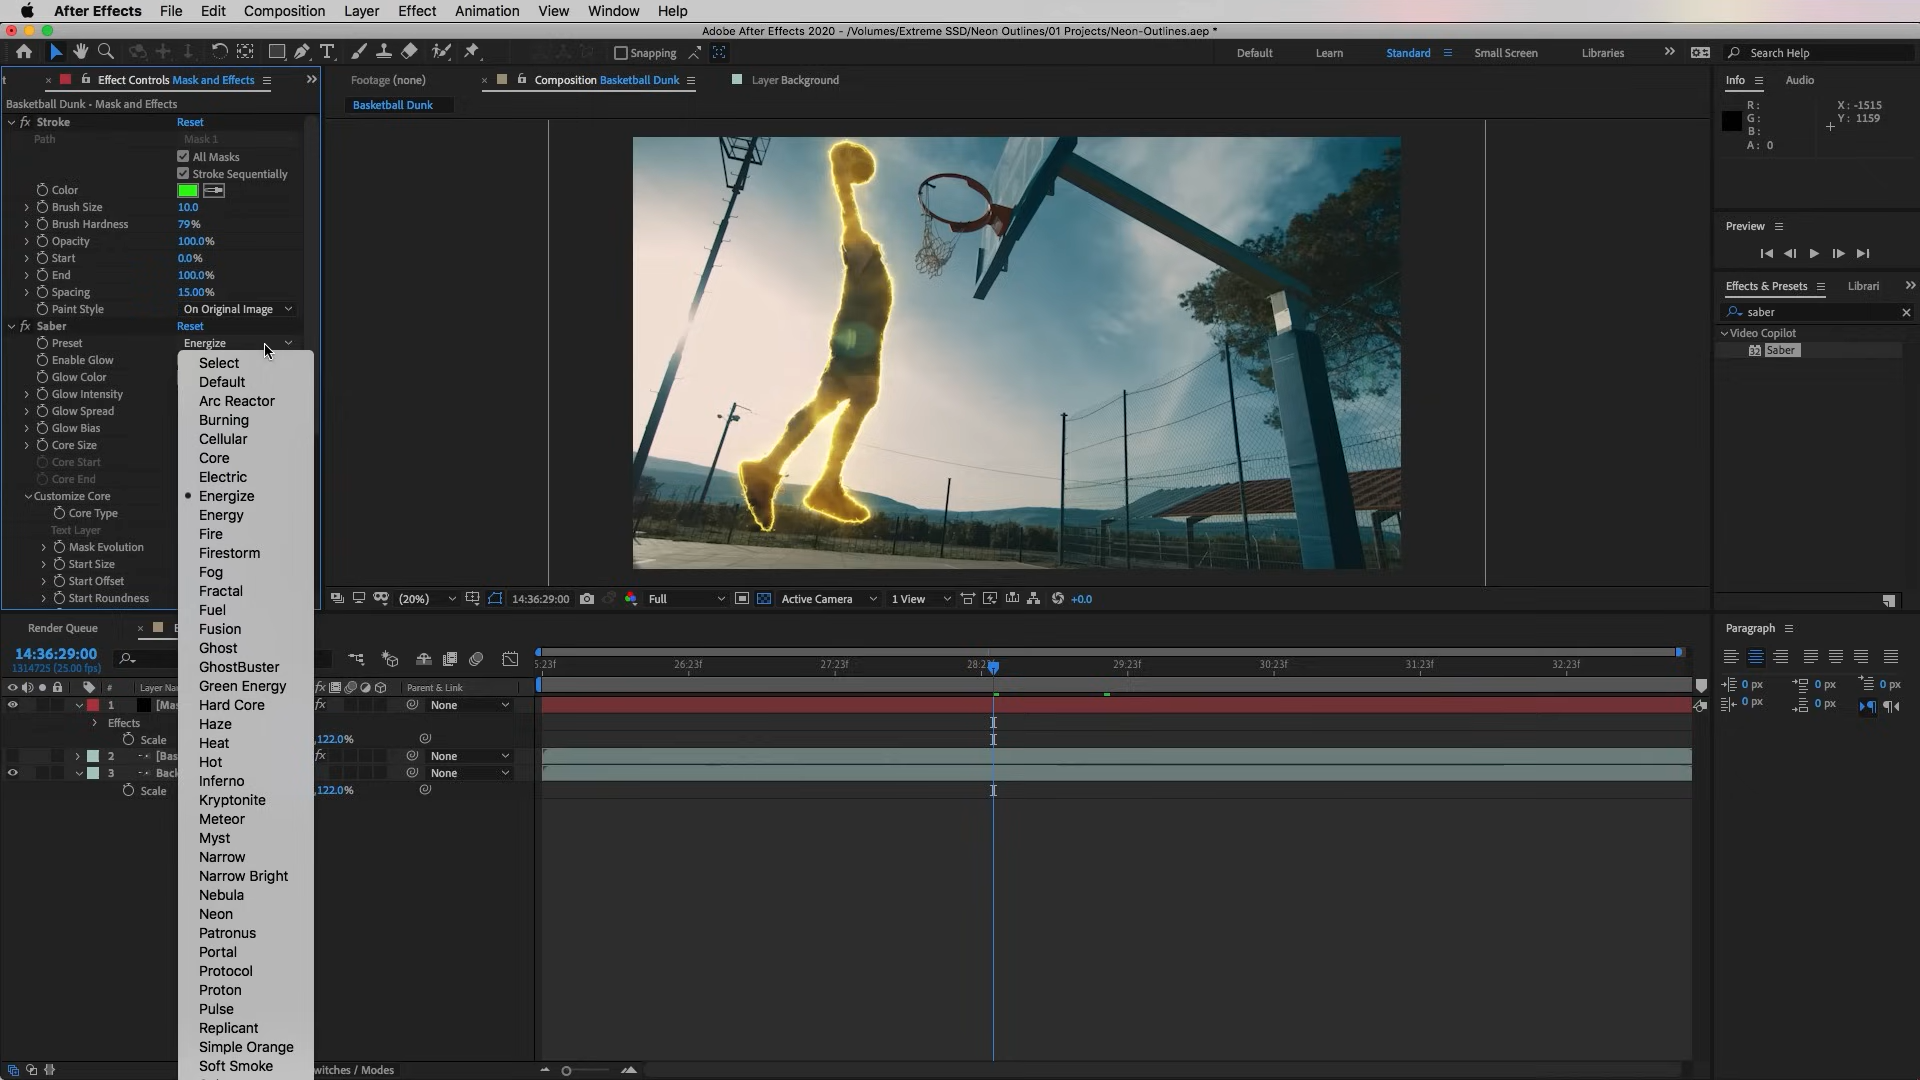 After Effects File Edit Composition Layer Effect Animation View Window Help
Adobe After Effects 2020 - /Volumes/Extreme SSD/Neon Outlines/01 Projects/Neon-Outlines.aep *
Snapping Default Learn Standard Small Screen Libraries Search Help
Effect Controls Mask and Effects
Footage (none)
Composition Basketball Dunk
Layer Background
Info Audio
Basketball Dunk - Mask and Effects
Basketball Dunk
R:
G:
B:
A: 0
X: -1515
Y: 1159
Stroke Reset
Path Mask 1
All Masks
Stroke Sequentially
Color
Brush Size 10.0
Brush Hardness 79%
Opacity 100.0%
Start 0.0%
End 100.0%
Spacing 15.00%
Paint Style On Original Image
Saber Reset
Preset Energize
Enable Glow
Glow Color
Glow Intensity
Glow Spread
Glow Bias
Core Size
Core Start
Core End
Customize Core
Core Type
Text Layer
Mask Evolution
Start Size
Start Offset
Start Roundness
Select
Default
Arc Reactor
Burning
Cellular
Core
Electric
Energize
Energy
Fire
Firestorm
Fog
Fractal
Fuel
Fusion
Ghost
GhostBuster
Green Energy
Hard Core
Haze
Heat
Hot
Inferno
Kryptonite
Meteor
Myst
Narrow
Narrow Bright
Nebula
Neon
Patronus
Portal
Protocol
Proton
Pulse
Replicant
Simple Orange
Soft Smoke
Preview
Effects & Presets Librari
saber
Video Copilot
32 Saber
(20%) 14:36:29:00 Full Active Camera 1 View +0.0
Render Queue
14:36:29:00
1314725 (25.00 fps)
5:23f 26:23f 27:23f 28:2 29:23f 30:23f 31:23f 32:23f
# Layer Na fx Parent & Link
1 [Mas fx None
Effects
Scale ,122.0%
2 [Bas fx None
3 Back None
Scale ,122.0%
witches / Modes
Paragraph
0 px 0 px 0 px
0 px 0 px